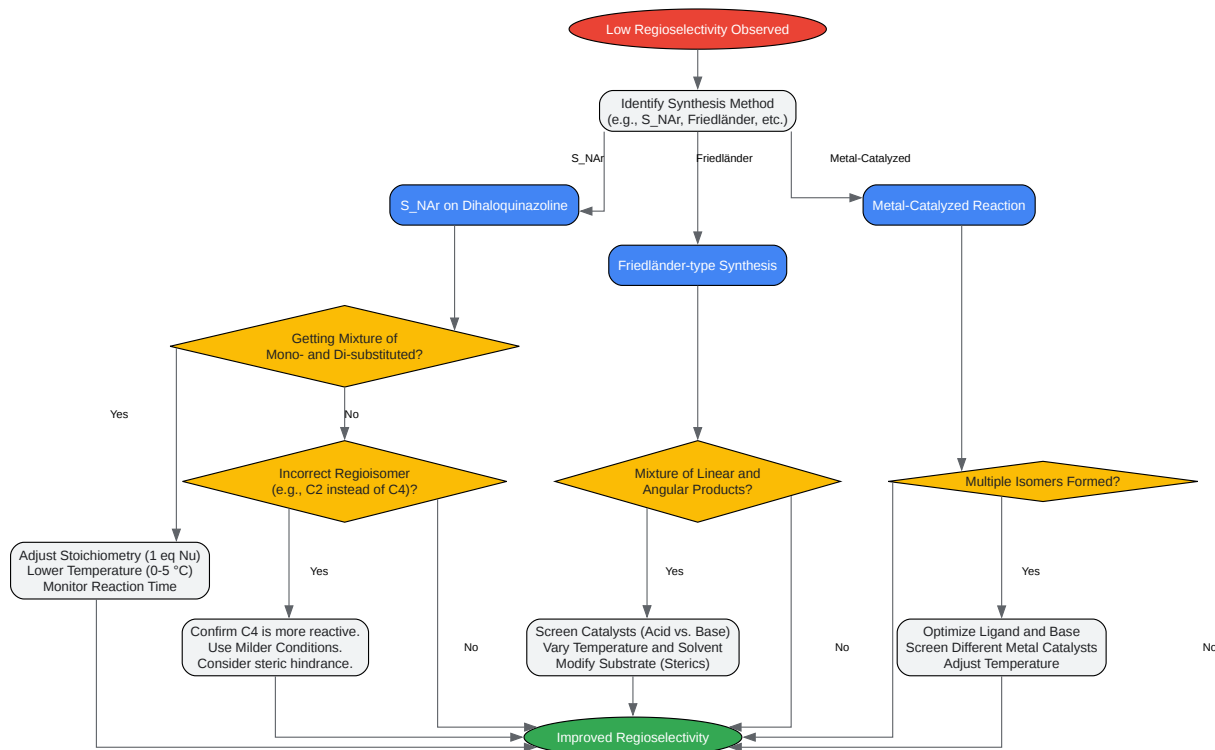 Low Regioselectivity Observed
Identify Synthesis Method
(e.g., S_NAr, Friedländer, etc.)
S_NAr
Friedländer
Metal-Catalyzed
S_NAr on Dihaloquinazoline
Metal-Catalyzed Reaction
Friedländer-type Synthesis
Getting Mixture of
Mono- and Di-substituted?
Yes
No
Incorrect Regioisomer
(e.g., C2 instead of C4)?
Mixture of Linear and
Angular Products?
Multiple Isomers Formed?
Adjust Stoichiometry (1 eq Nu)
Lower Temperature (0-5 °C)
Monitor Reaction Time
Yes
Yes
Yes
Confirm C4 is more reactive.
Use Milder Conditions.
Consider steric hindrance.
No
Screen Catalysts (Acid vs. Base)
Vary Temperature and Solvent
Modify Substrate (Sterics)
No
Optimize Ligand and Base
Screen Different Metal Catalysts
Adjust Temperature
No
Improved Regioselectivity